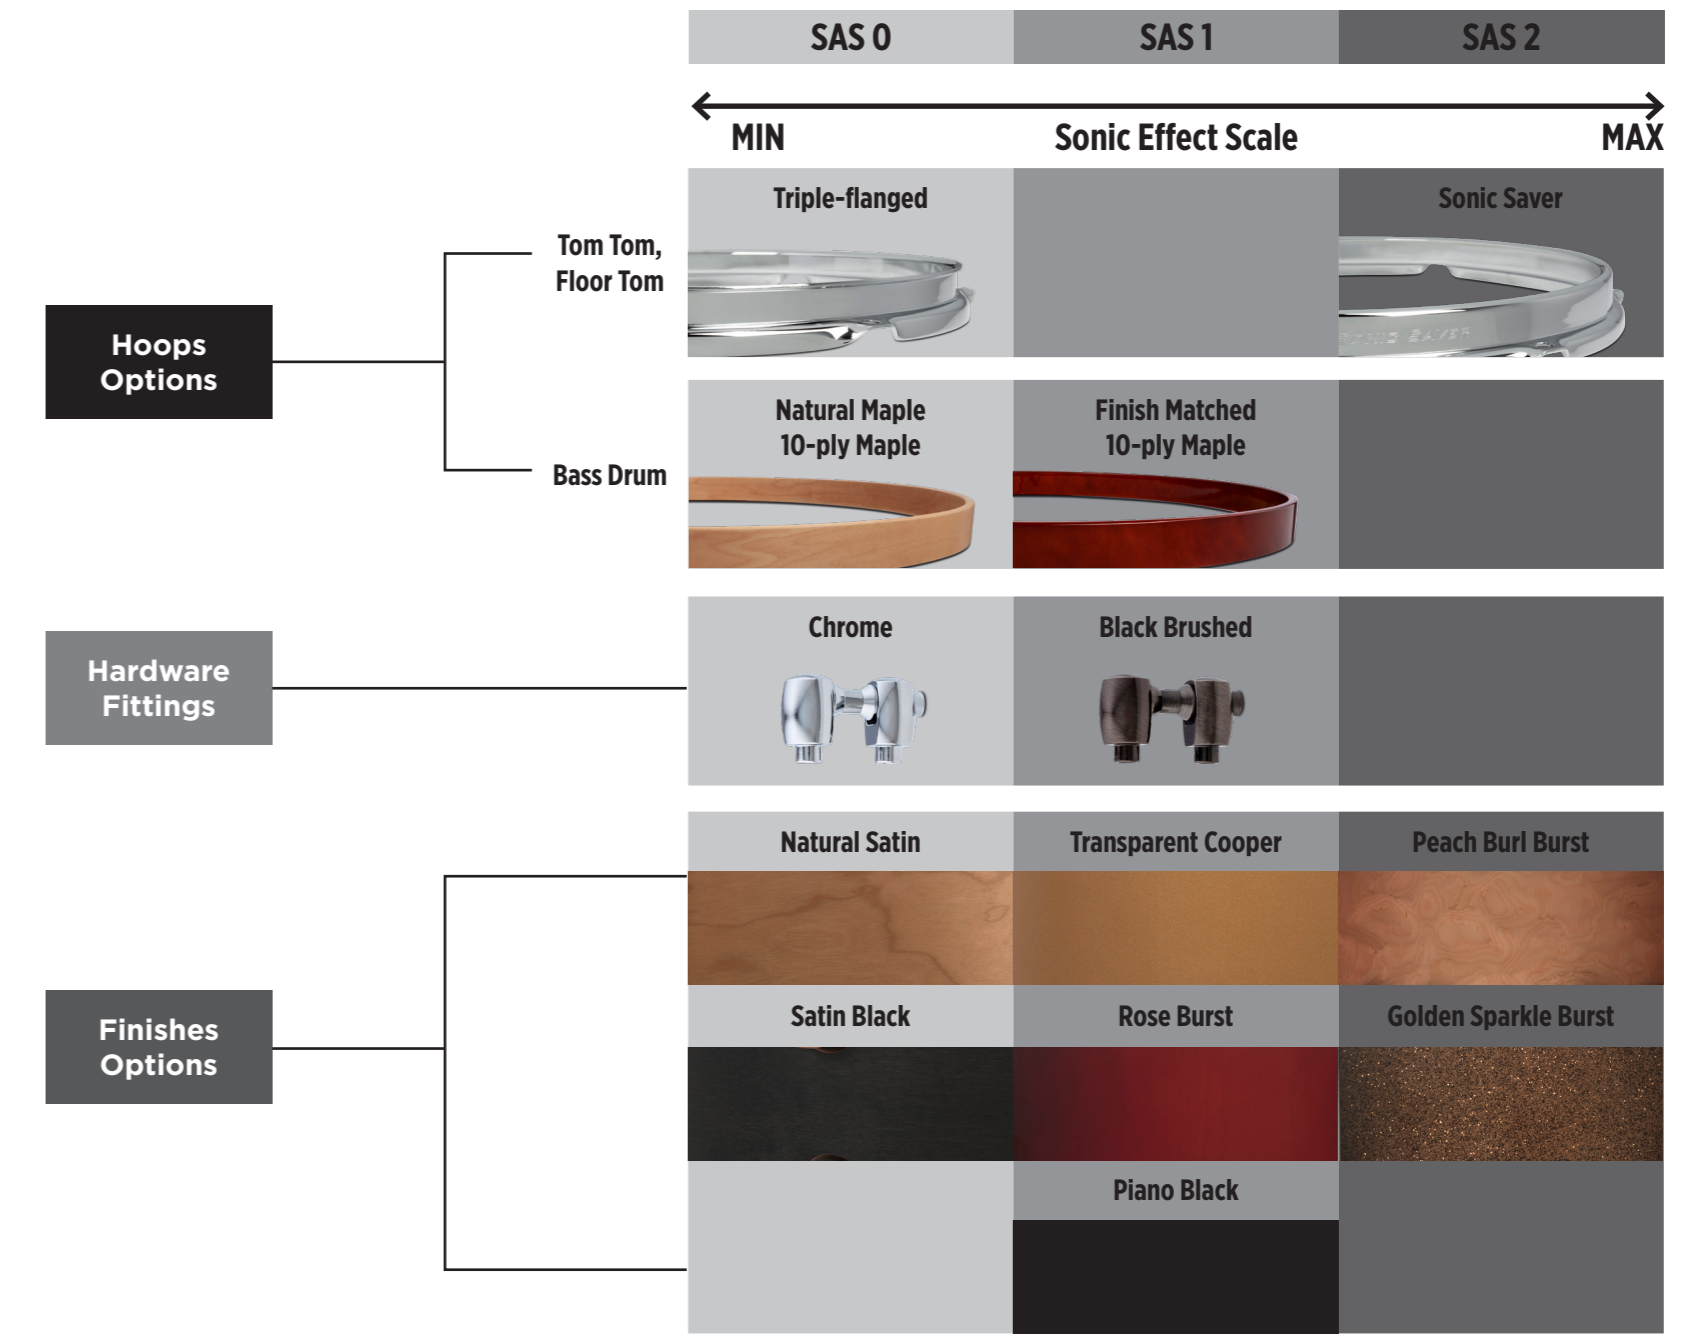 SAS 0
SAS 1
SAS 2
MIN
Sonic Effect Scale
MAX
Hoops
Options
Tom Tom,
Floor Tom
Triple-flanged
Sonic Saver
SONIC SAVER
Bass Drum
Natural Maple
10-ply Maple
Finish Matched
10-ply Maple
Hardware
Fittings
Chrome
Black Brushed
Finishes
Options
Natural Satin
Transparent Cooper
Peach Burl Burst
Satin Black
Rose Burst
Golden Sparkle Burst
Piano Black